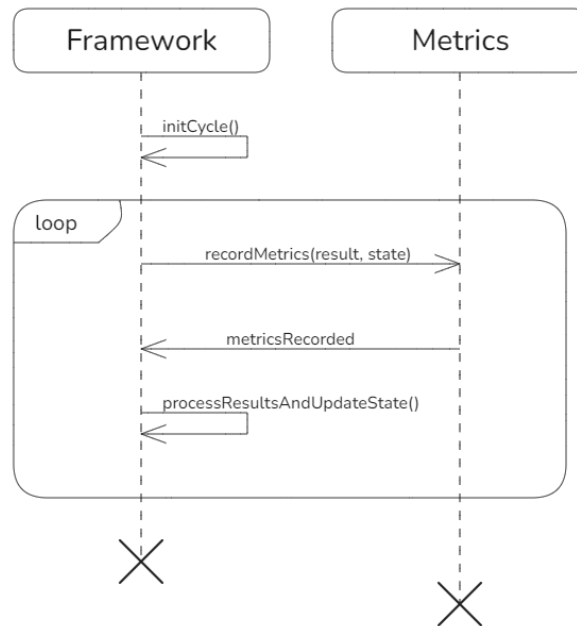 Framework
Metrics
initCycle()
loop
recordMetrics(result, state)
metricsRecorded
processResultsAndUpdateState()